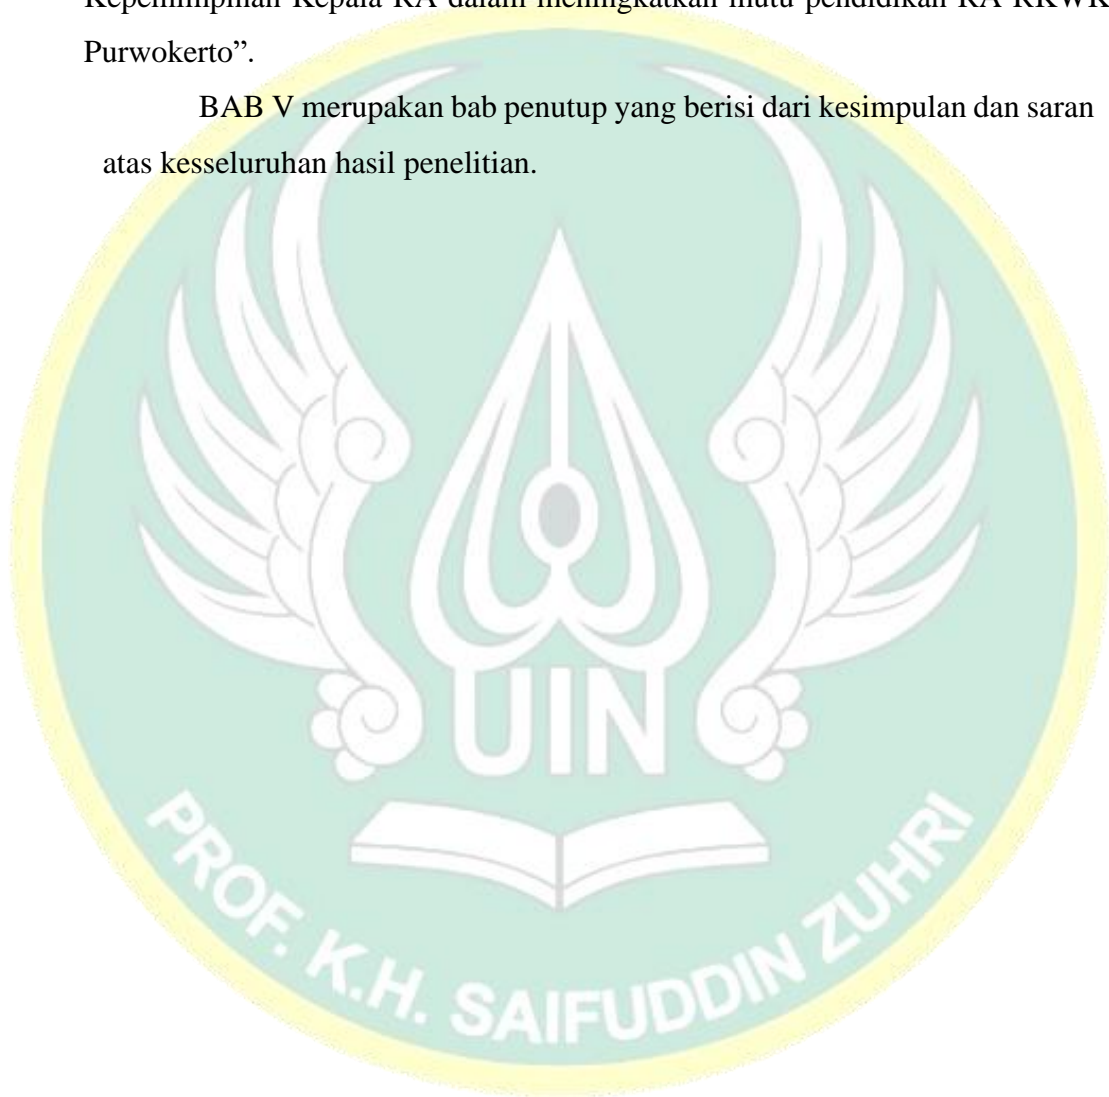 Kepemimpinan Kepala RA dalam meningkatkan mutu pendidikan RA RKWK
Purwokerto”.
BAB V merupakan bab penutup yang berisi dari kesimpulan dan saran
atas kesseluruhan hasil penelitian.
UIN
PROF. K.H. SAIFUDDIN ZUHRI